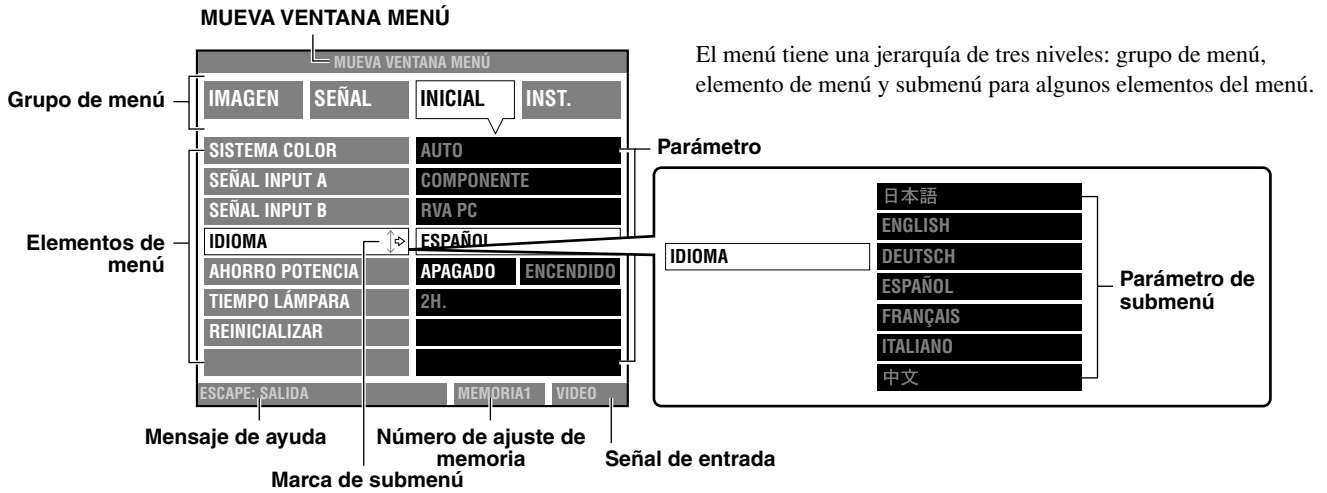 MUEVA VENTANA MENÚ
El menú tiene una jerarquía de tres niveles: grupo de menú,
elemento de menú y submenú para algunos elementos del menú.
MUEVA VENTANA MENÚ
Grupo de menú
IMAGEN SEÑAL INICIAL INST.
Parámetro
SISTEMA COLOR AUTO
SEÑAL INPUT A COMPONENTE
SEÑAL INPUT B RVA PC
Elementos de
menú
IDIOMA ESPAÑOL
AHORRO POTENCIA APAGADO ENCENDIDO
TIEMPO LÁMPARA 2H.
REINICIALIZAR
ESCAPE: SALIDA MEMORIA1 VIDEO
IDIOMA
日本語
ENGLISH
DEUTSCH
ESPAÑOL
FRANÇAIS
ITALIANO
中文
Parámetro de
submenú
Mensaje de ayuda
Número de ajuste de
memoria
Señal de entrada
Marca de submenú